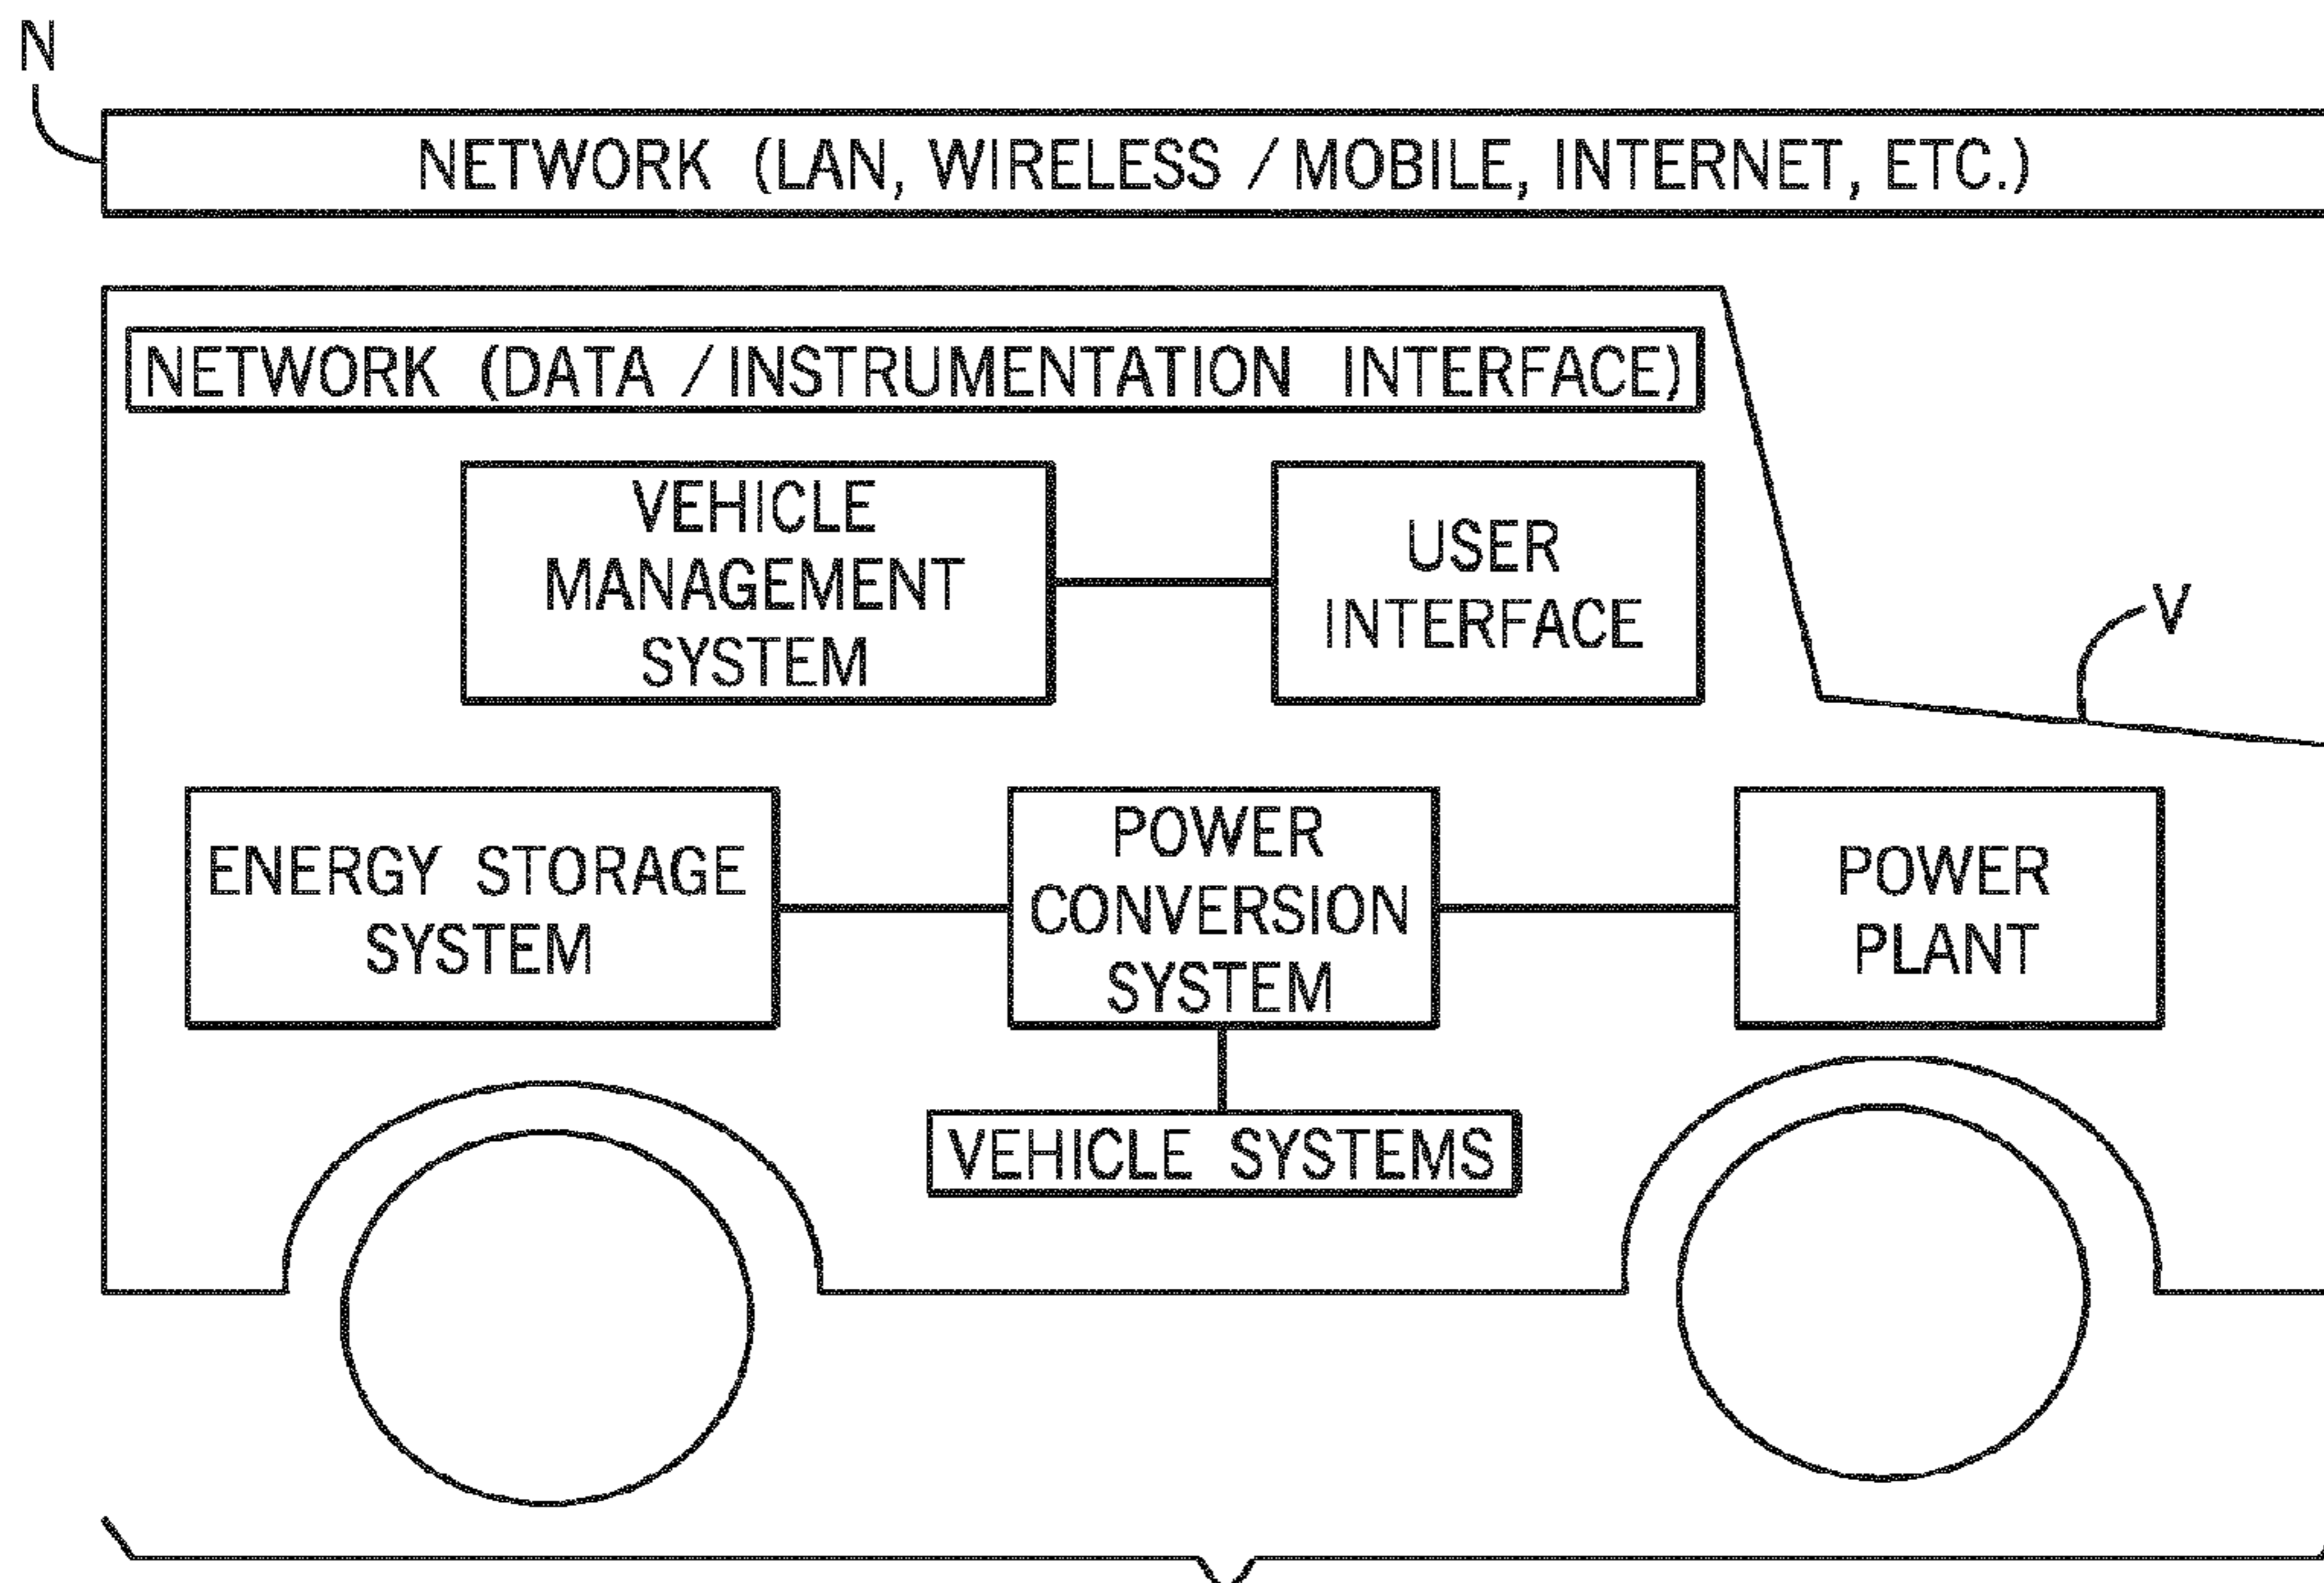 N
NETWORK (LAN, WIRELESS / MOBILE, INTERNET, ETC.)
NETWORK (DATA / INSTRUMENTATION INTERFACE)
VEHICLE
MANAGEMENT
SYSTEM
USER
INTERFACE
V
ENERGY STORAGE
SYSTEM
POWER
CONVERSION
SYSTEM
POWER
PLANT
VEHICLE SYSTEMS